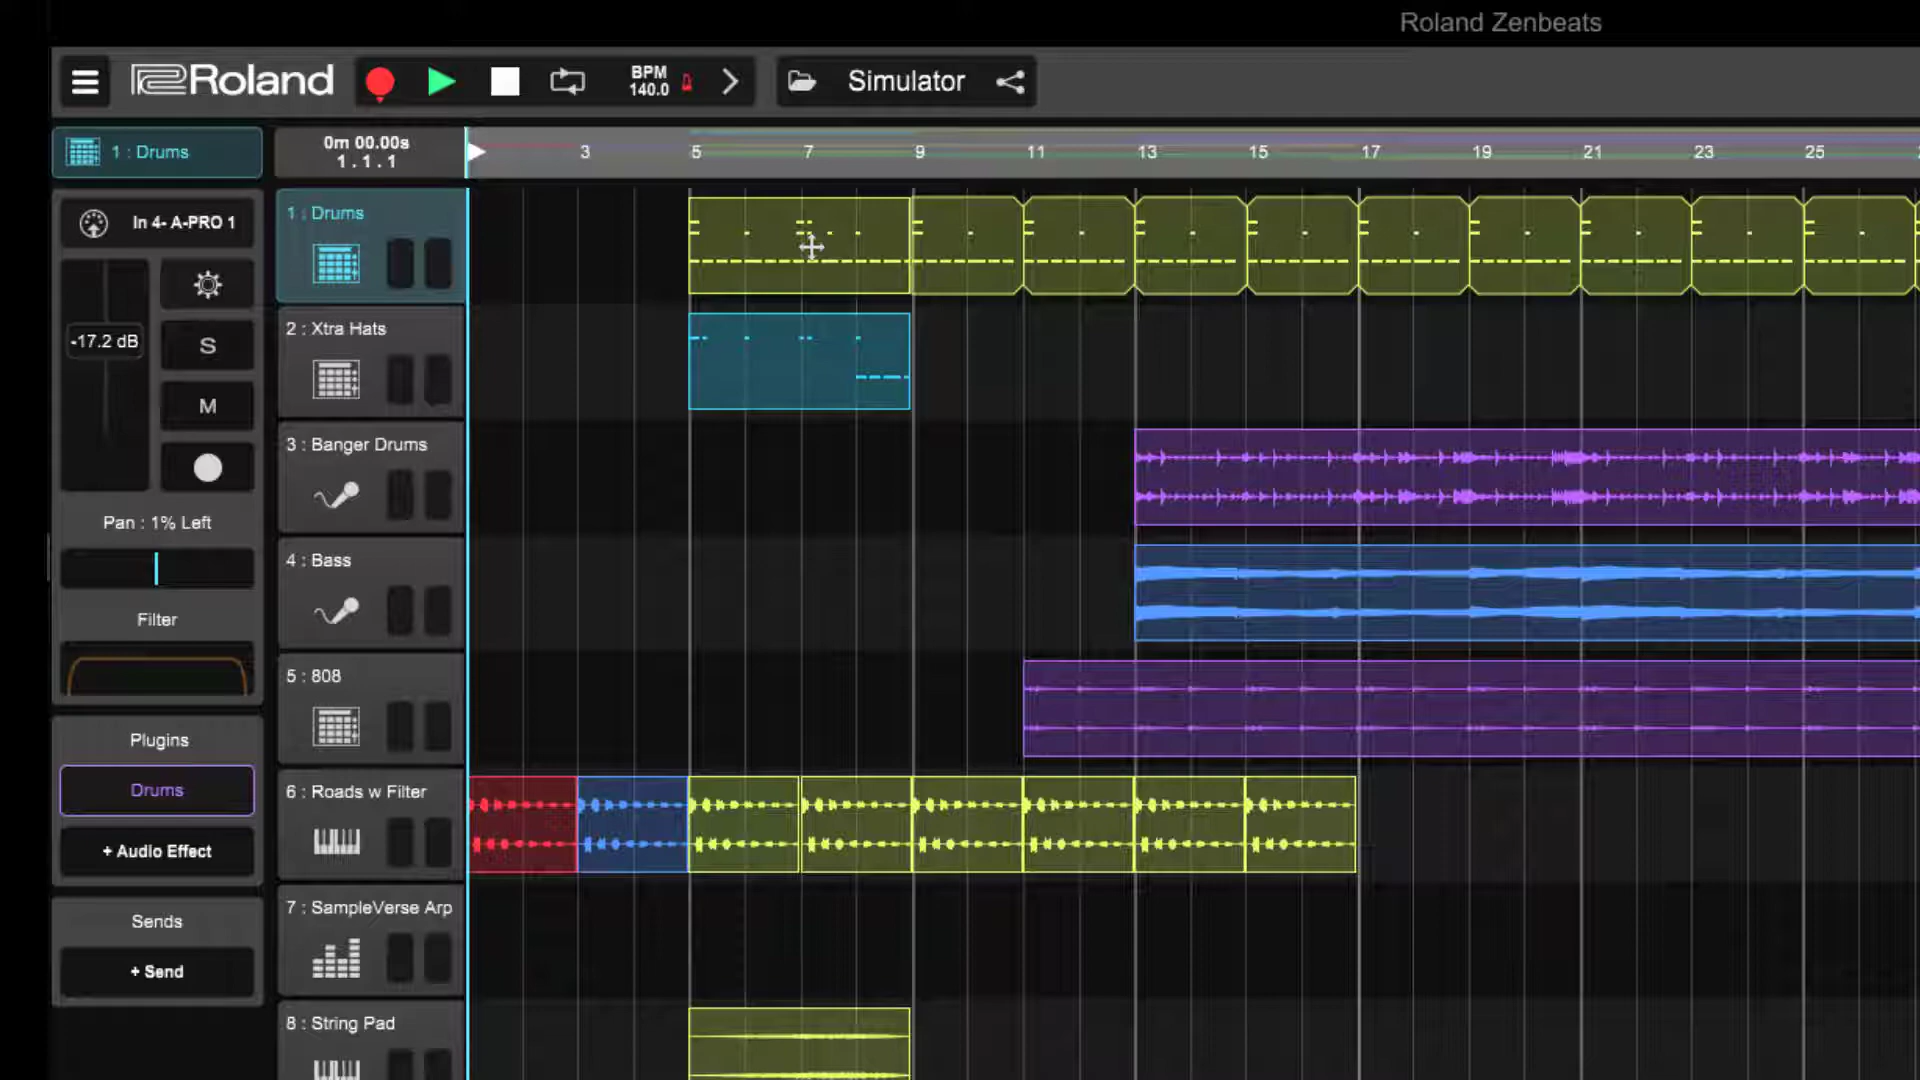 Roland Zenbeats
Roland
BPM
140.0
Simulator
1 : Drums
0m 00.00s
1 . 1 . 1
3 5 7 9 11 13 15 17 19 21 23 25
In 4- A-PRO 1
-17.2 dB
S
M
Pan : 1% Left
Filter
Plugins
Drums
+ Audio Effect
Sends
+ Send
1 : Drums
2 : Xtra Hats
3 : Banger Drums
4 : Bass
5 : 808
6 : Roads w Filter
7 : SampleVerse Arp
8 : String Pad